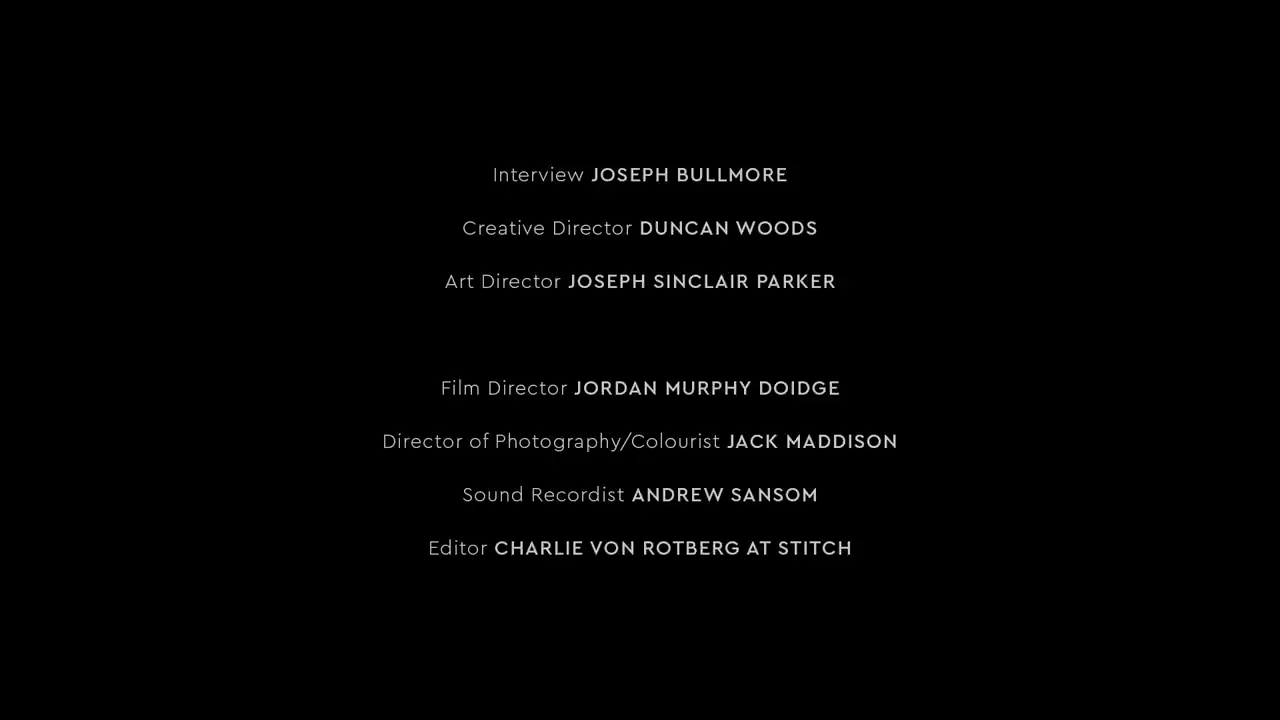 Interview JOSEPH BULLMORE
Creative Director DUNCAN WOODS
Art Director JOSEPH SINCLAIR PARKER
Film Director JORDAN MURPHY DOIDGE
Director of Photography/Colourist JACK MADDISON
Sound Recordist ANDREW SANSOM
Editor CHARLIE VON ROTBERG AT STITCH